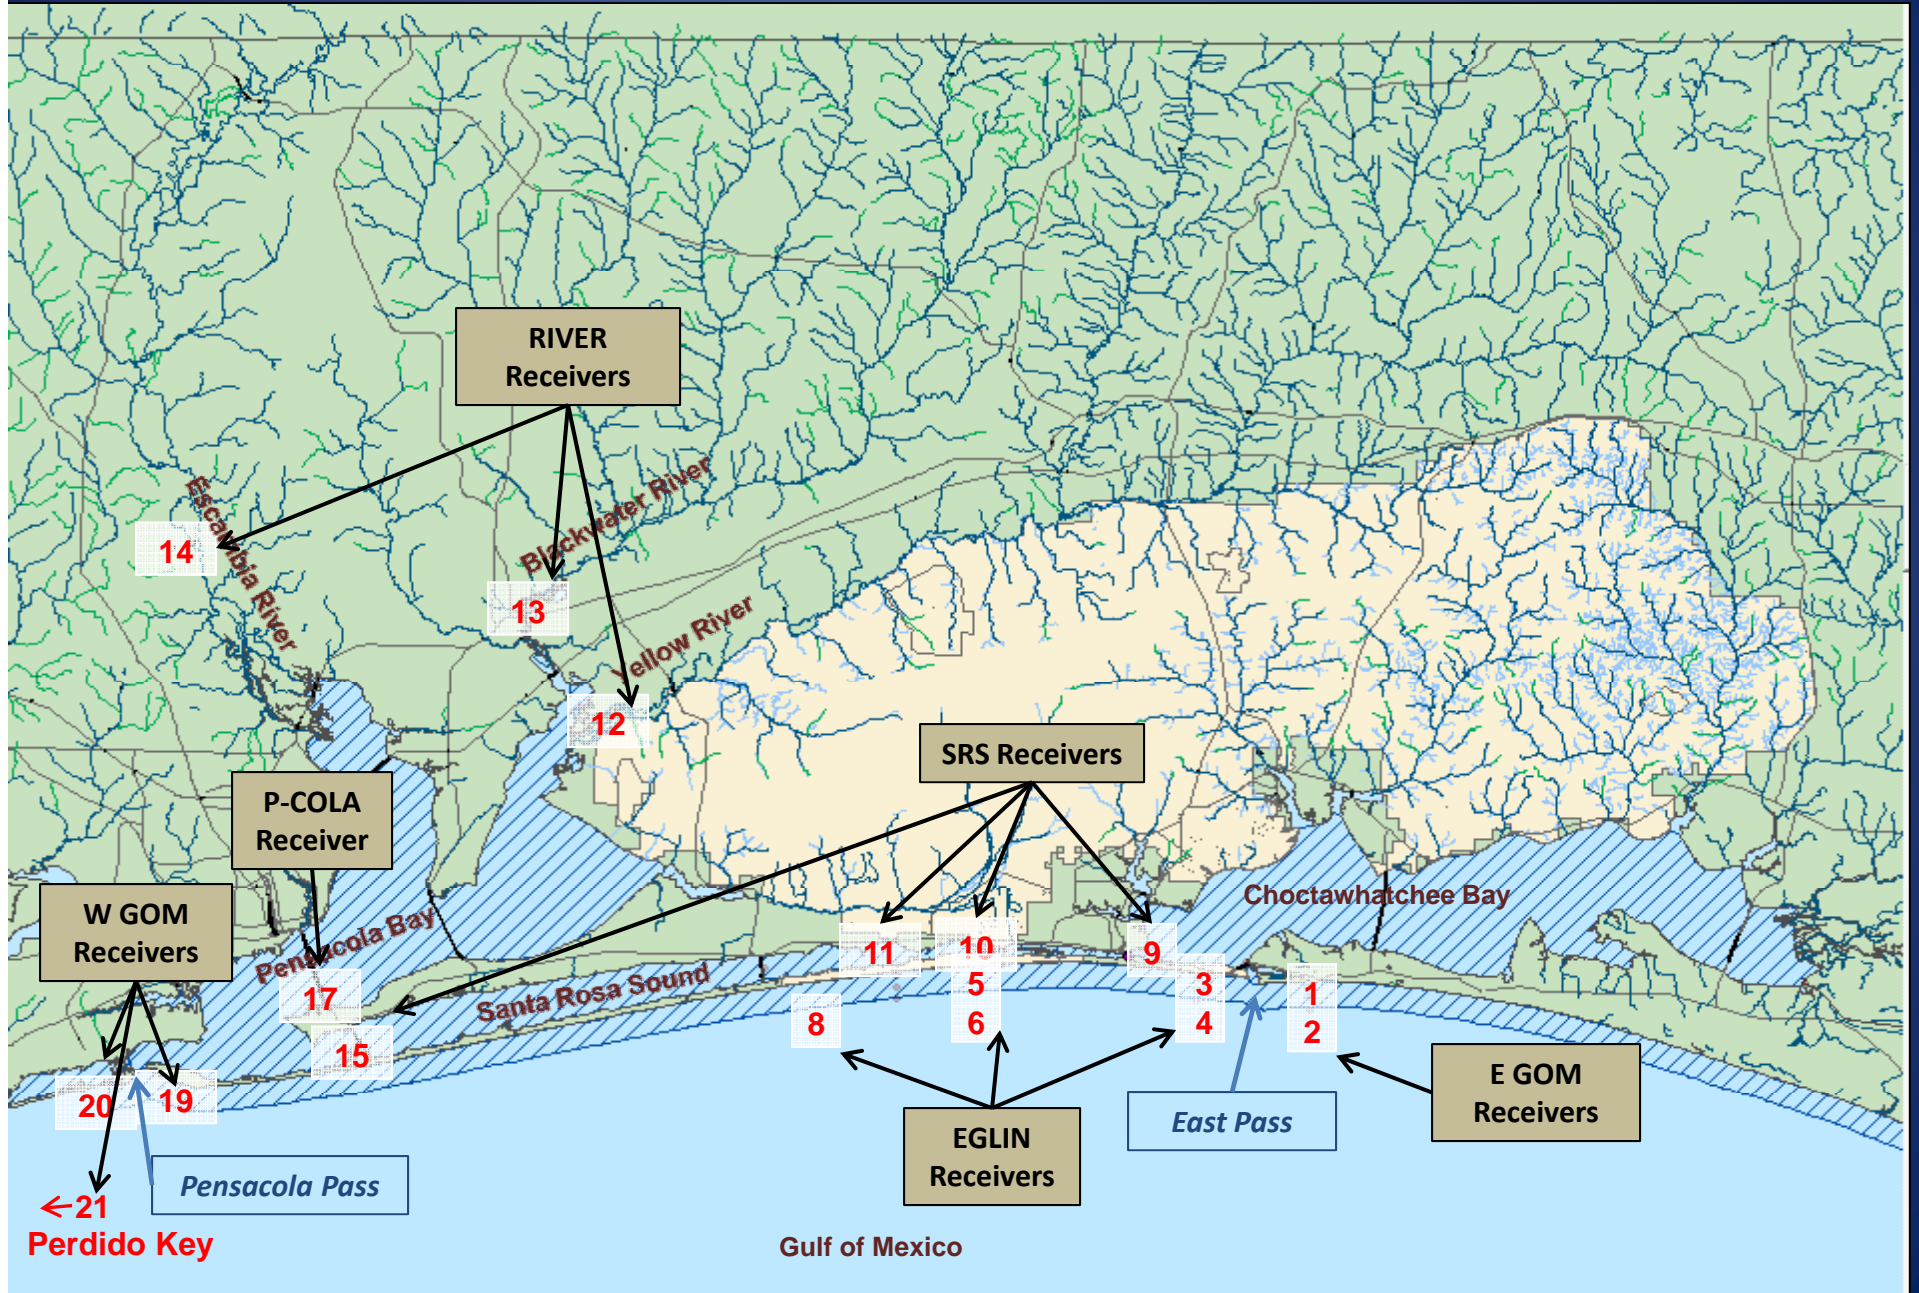 RIVER
Receivers
Escambia River
14
Blackwater River
13
Yellow River
12
SRS Receivers
P-COLA
Receiver
W GOM
Receivers
Choctawhatchee Bay
Pensacola Bay
Santa Rosa Sound
11
10
9
17
15
5
6
3
4
1
2
8
20
19
E GOM
Receivers
EGLIN
Receivers
East Pass
Pensacola Pass
21
Perdido Key
Gulf of Mexico